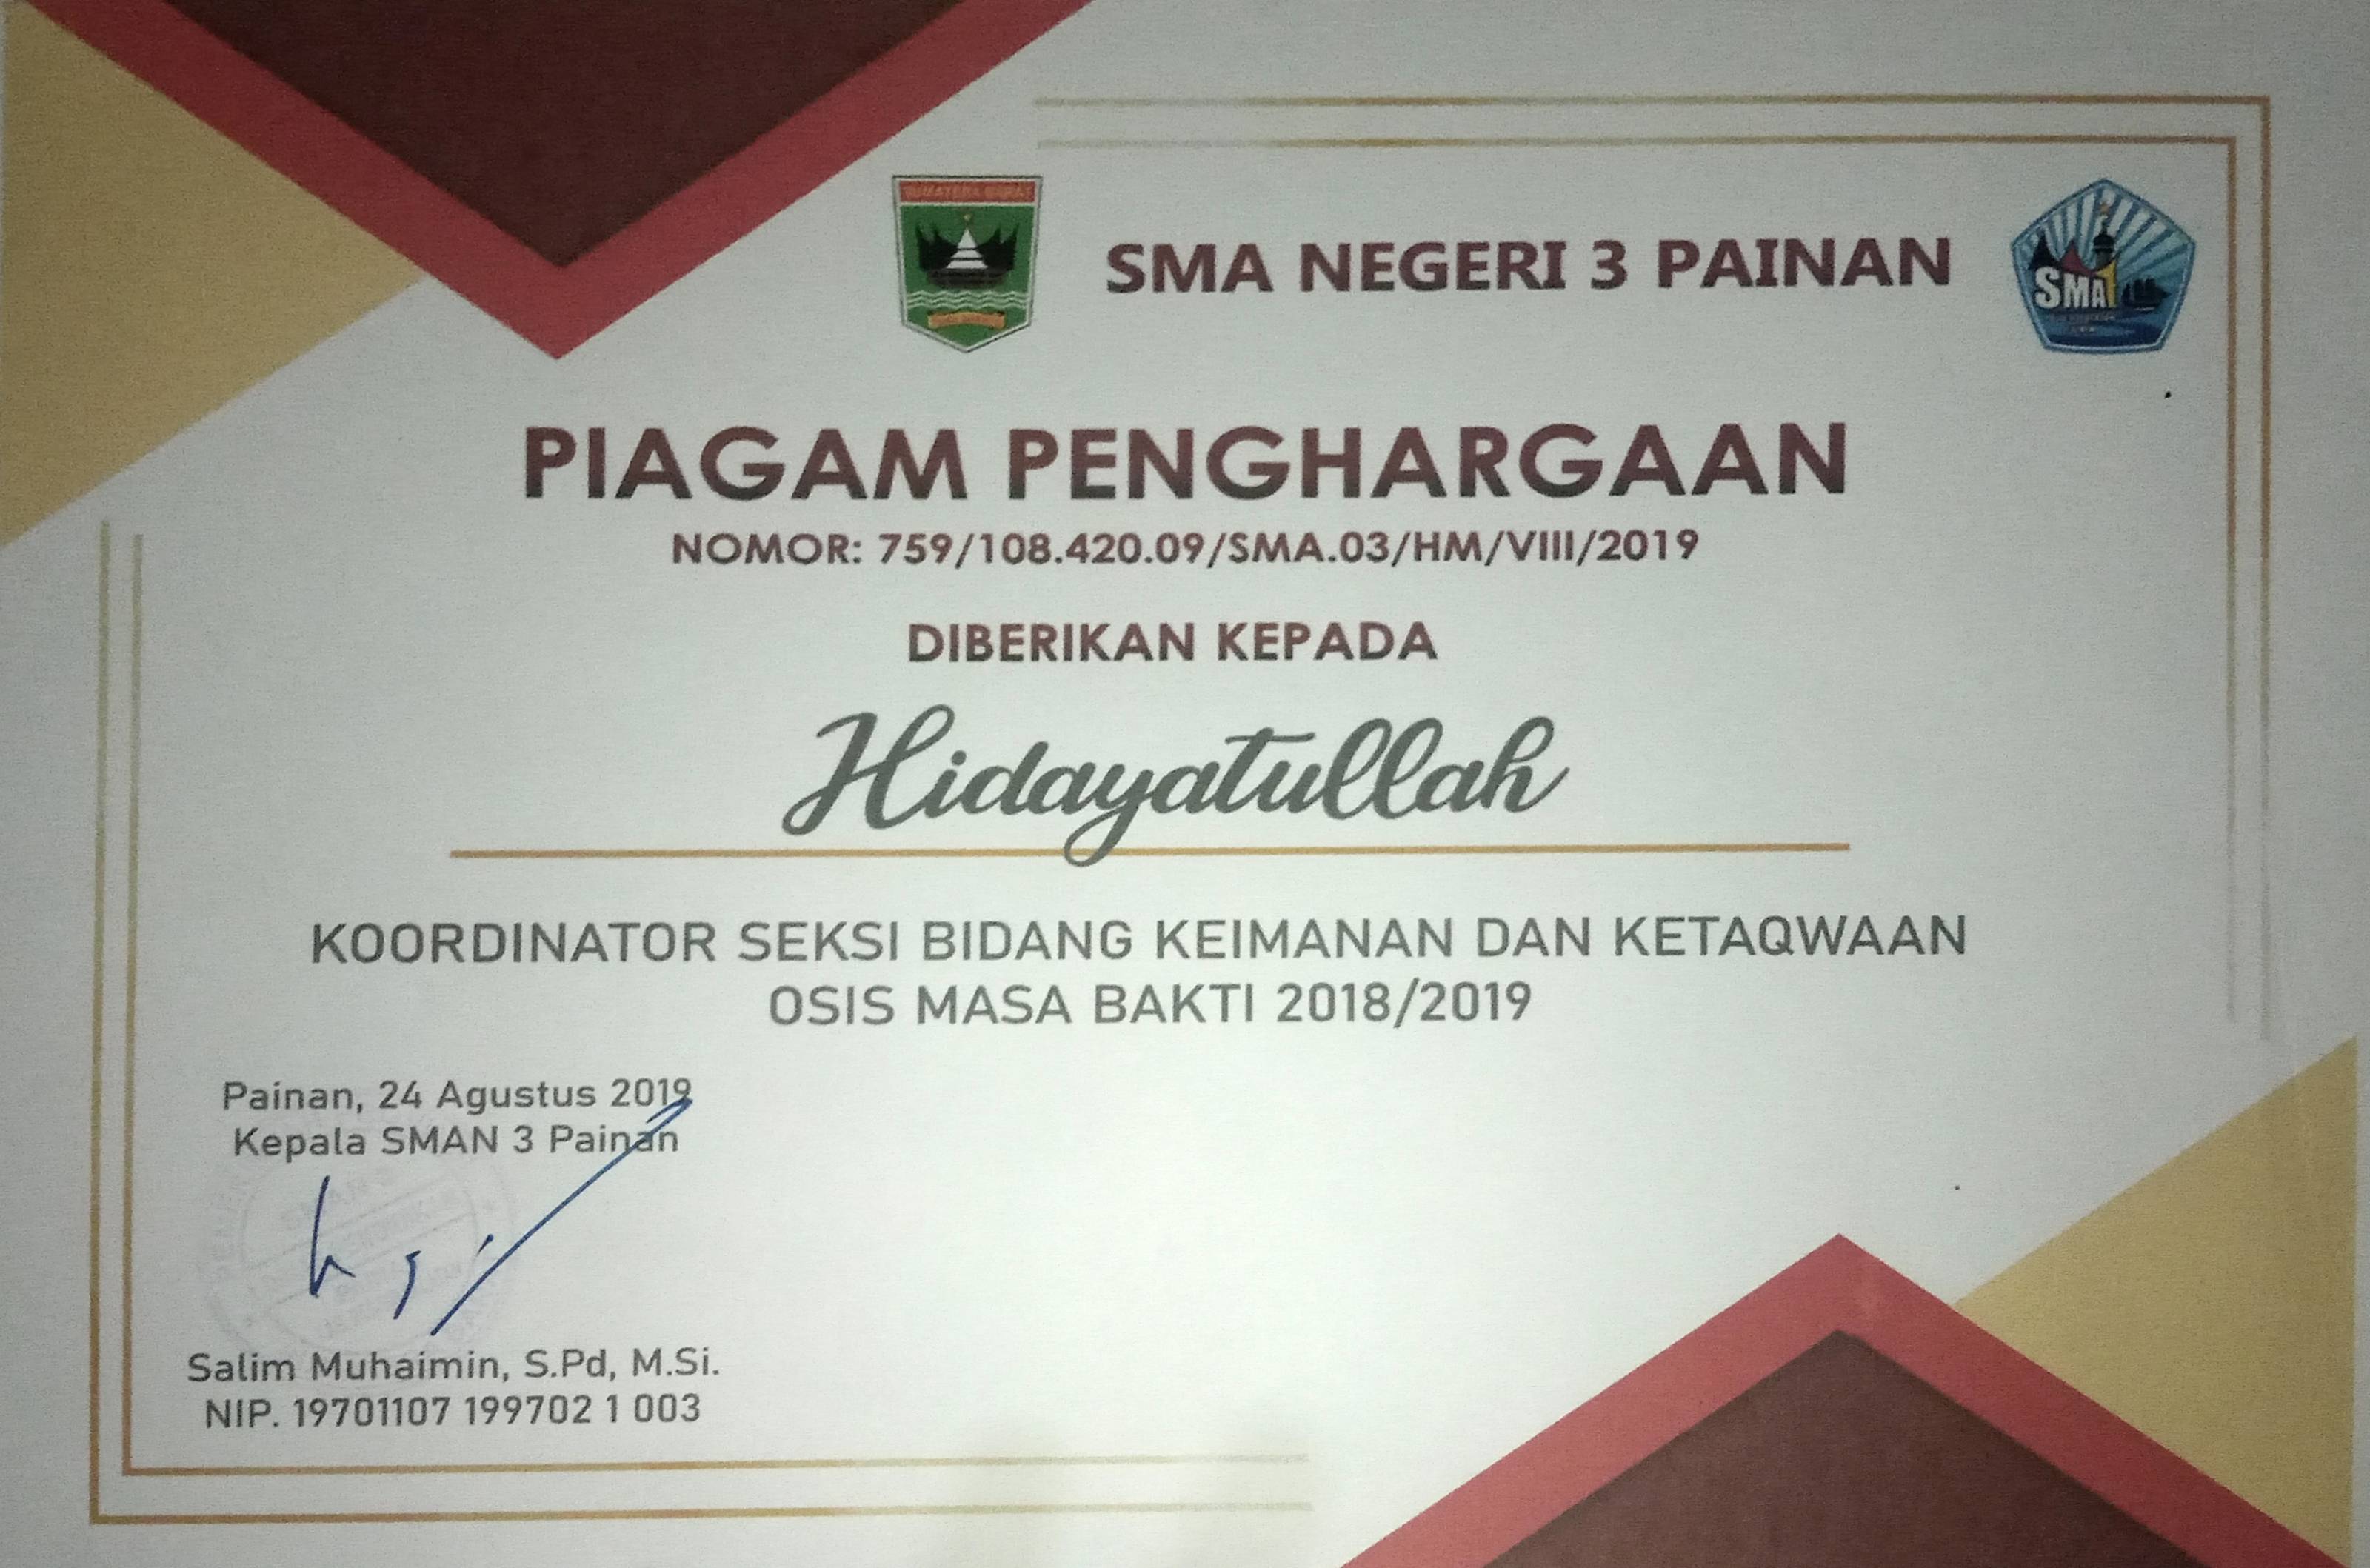 SUMATERA BARAT
SMA NEGERI 3 PAINAN
SMA
PIAGAM PENGHARGAAN
NOMOR: 759/108.420.09/SMA.03/HM/VIII/2019
DIBERIKAN KEPADA
Hidayatullah
KOORDINATOR SEKSI BIDANG KEIMANAN DAN KETAQWAAN
OSIS MASA BAKTI 2018/2019
Painan, 24 Agustus 2019
Kepala SMAN 3 Painan
Salim Muhaimin, S.Pd, M.Si.
NIP. 19701107 199702 1 003